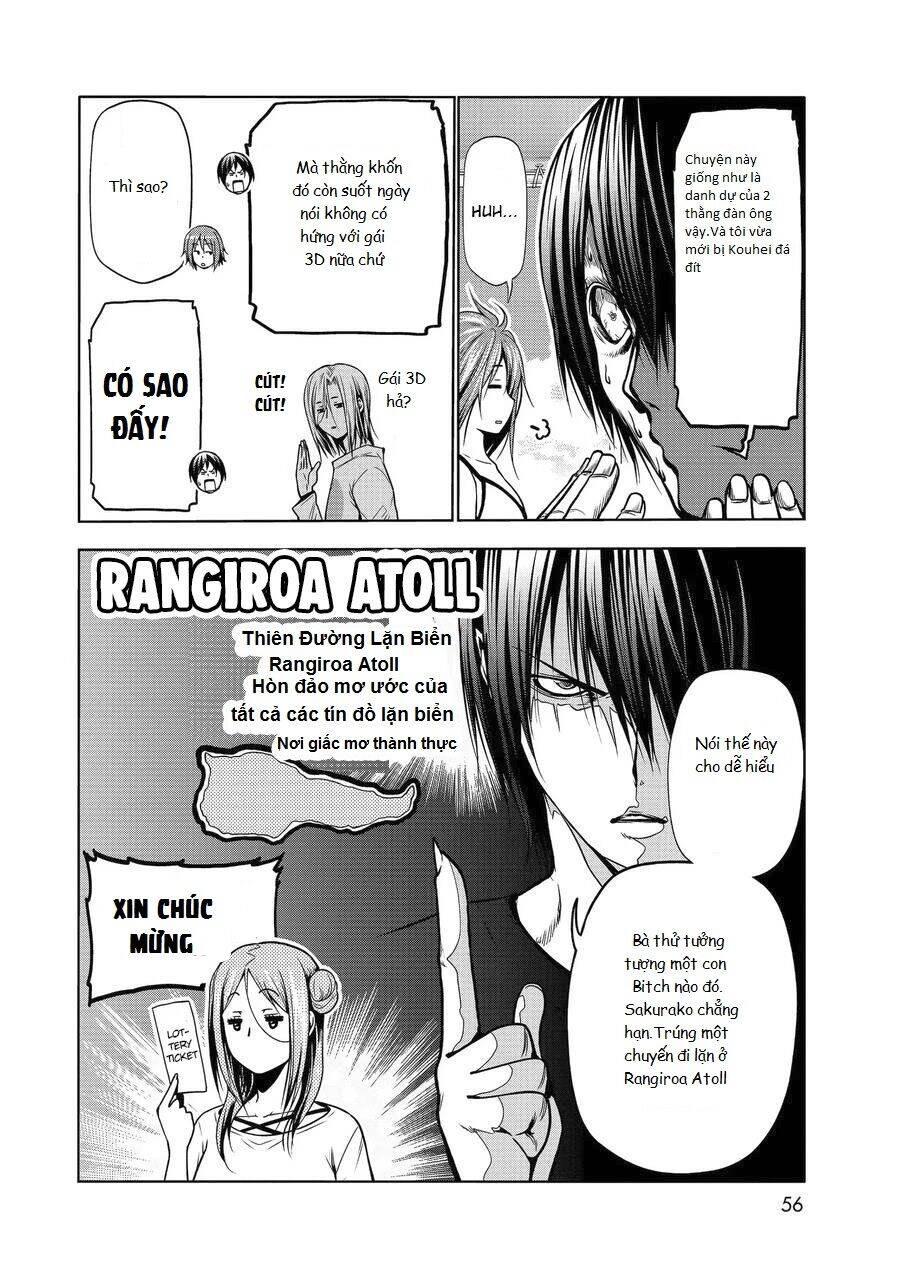 Chuyện này
giống như là
danh dự của 2
thằng đàn ông
vậy.Và tôi vừa
mới bị Kouhei đá
đít
HUH...
Mà thằng khốn
đó còn suốt ngày
nói không có
hứng với gái
3D nữa chứ
Thì sao?
Gái 3D
hả?
CÚT!
CÚT!
CÓ SAO
ĐẤY!
RANGIROA ATOLL
Thiên Đường Lặn Biển
Rangiroa Atoll
Hòn đảo mơ ước của
tất cả các tín đồ lặn biển
Nơi giấc mơ thành thực
Nói thế này
cho dễ hiểu
Bà thử tưởng
tượng một con
Bitch nào đó.
Sakurako chẳng
hạn.Trúng một
chuyến đi lặn ở
Rangiroa Atoll
XIN CHÚC
MỪNG
LOT-
TERY
TICKET
56